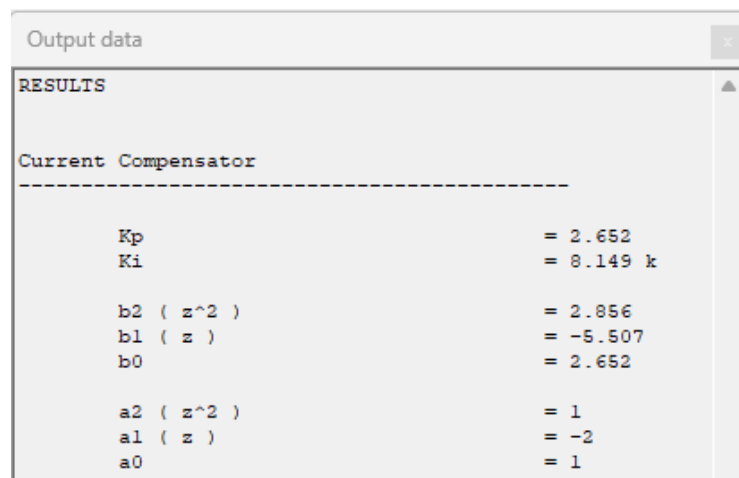 Output data
x
RESULTS
Current Compensator
--------------------------------------------
Kp = 2.652
Ki = 8.149 k
b2 ( z^2 ) = 2.856
b1 ( z ) = -5.507
b0 = 2.652
a2 ( z^2 ) = 1
a1 ( z ) = -2
a0 = 1